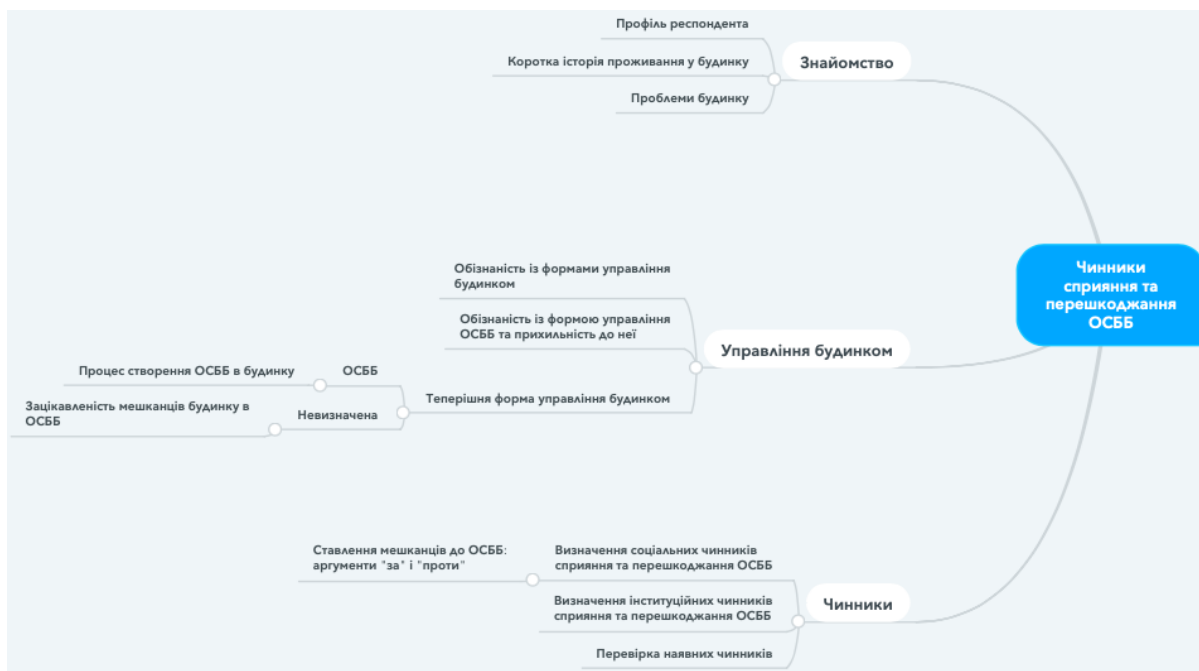 Профіль респондента
Коротка історія проживання у будинку
Знайомство
Проблеми будинку
Чинники
сприяння та
перешкоджання
ОСББ
Обізнаність із формами управління
будинком
Обізнаність із формою управління
ОСББ та прихильність до неї
Управління будинком
Процес створення ОСББ в будинку
ОСББ
Теперішня форма управління будинком
Зацікавленість мешканців будинку в
ОСББ
Невизначена
Ставлення мешканців до ОСББ:
аргументи "за" і "проти"
Визначення соціальних чинників
сприяння та перешкоджання ОСББ
Визначення інституційних чинників
сприяння та перешкоджання ОСББ
Чинники
Перевірка наявних чинників